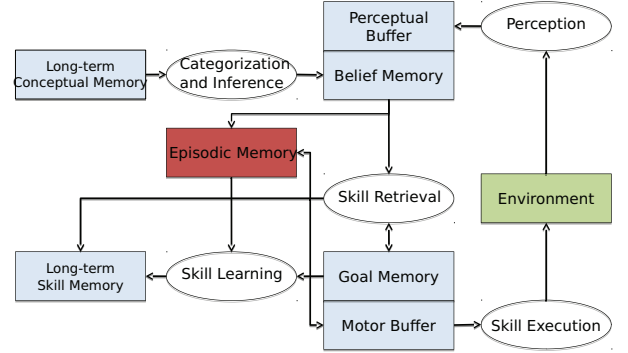 Perceptual
Buffer
Perception
Long-term
Conceptual Memory
Categorization
and Inference
Belief Memory
Episodic Memory
Skill Retrieval
Environment
Long-term
Skill Memory
Skill Learning
Goal Memory
Motor Buffer
Skill Execution